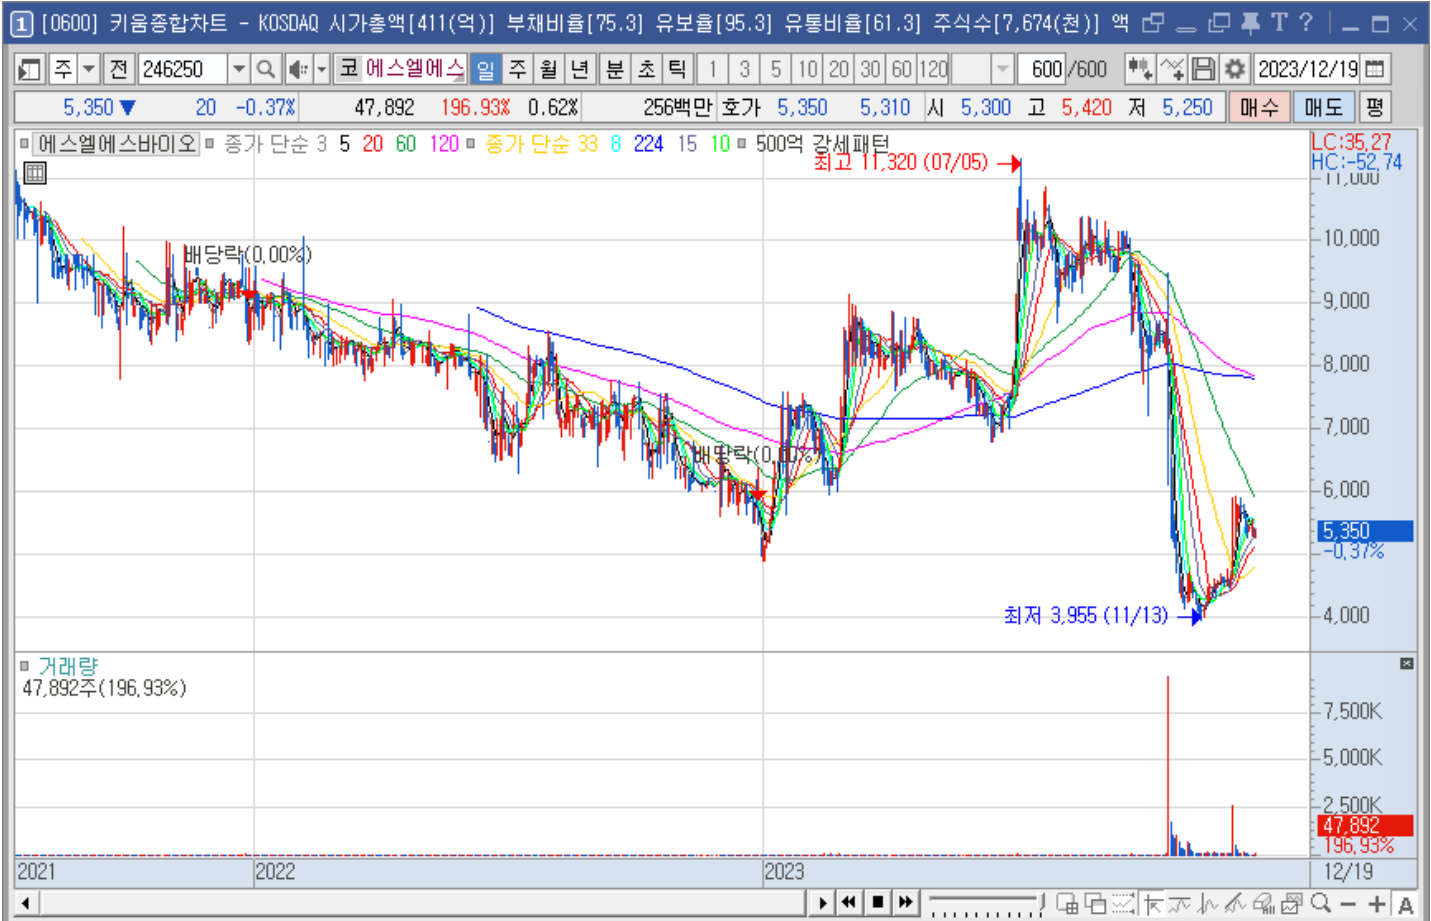 1 [0600] 키움종합차트 - KOSDAQ 시가총액[411(억)] 부채비율[75.3] 유보율[95.3] 유통비율[61.3] 주식수[7,674(천)] 액 T ?
주 전 246250 코 에스엘에스 일 주 월 년 분 초 틱 1 3 5 10 20 30 60 120 600 /600 2023/12/19
5,350 ▼ 20 -0.37% 47,892 196.93% 0.62% 256백만 호가 5,350 5,310 시 5,300 고 5,420 저 5,250 매수 매도 평
에스엘에스바이오 종가 단순 3 5 20 60 120 종가 단순 33 8 224 15 10 500억 강세패턴
LC:35,27
최고 11,320 (07/05)
HC:-52,74
11,000
배당락(0,00%)
10,000
9,000
8,000
7,000
배당락(0,00%)
6,000
5,350
-0,37%
최저 3,955 (11/13)
4,000
거래량
47,892주(196,93%)
7,500K
5,000K
2,500K
47,892
196,93%
2021 2022 2023 12/19
A